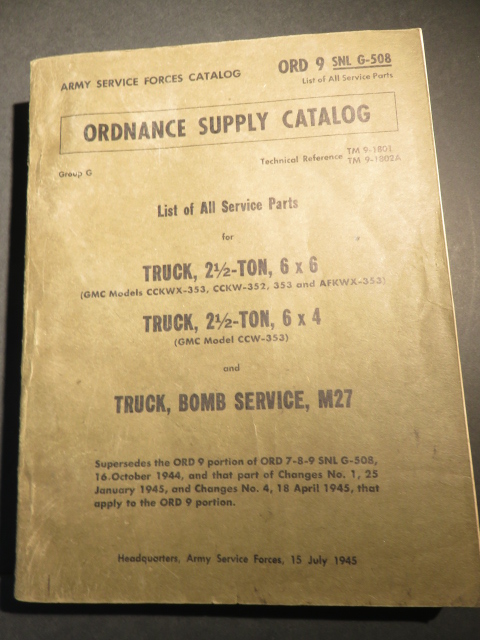 ARMY SERVICE FORCES CATALOG
ORD 9 SNL G-508
List of All Service Parts
ORDNANCE SUPPLY CATALOG
Group G
Technical Reference TM 9-1801
TM 9-1802A
List of All Service Parts
for
TRUCK, 2½-TON, 6 x 6
(GMC Models CCKWX-353, CCKW-352, 353 and AFKWX-353)
TRUCK, 2½-TON, 6 x 4
(GMC Model CCW-353)
and
TRUCK, BOMB SERVICE, M27
Supersedes the ORD 9 portion of ORD 7-8-9 SNL G-508,
16 October 1944, and that part of Changes No. 1, 25
January 1945, and Changes No. 4, 18 April 1945, that
apply to the ORD 9 portion.
Headquarters, Army Service Forces, 15 July 1945